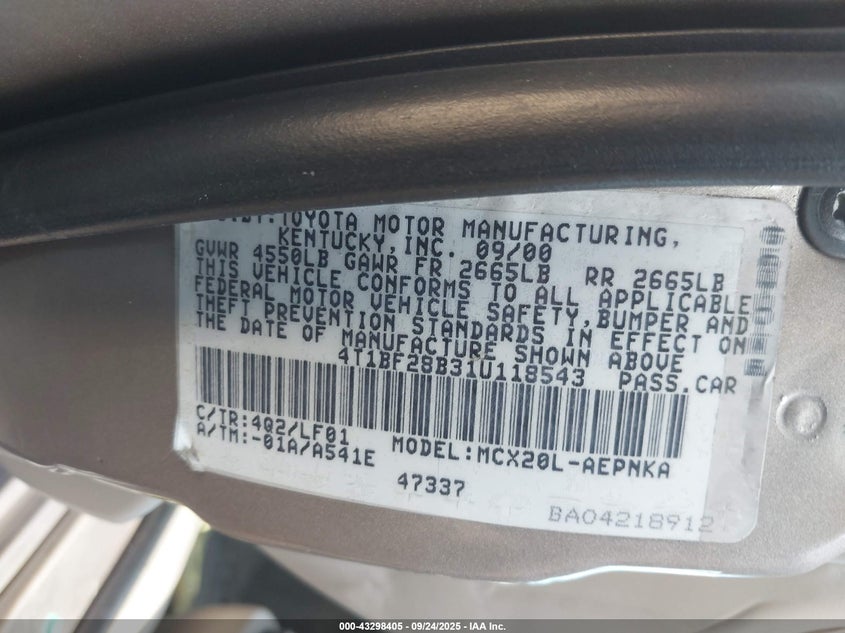 TOYOTA MOTOR MANUFACTURING,
KENTUCKY, INC. 09/00
GVWR 4550LB GAWR FR 2665LB RR 2665LB
THIS VEHICLE CONFORMS TO ALL APPLICABLE
FEDERAL MOTOR VEHICLE SAFETY, BUMPER AND
THEFT PREVENTION STANDARDS IN EFFECT ON
THE DATE OF MANUFACTURE SHOWN ABOVE
4T1BF28B31U118543 PASS.CAR
C/TR:4Q2/LF01
A/TM:-01A/A541E MODEL:MCX20L-AEPNKA
47337
BA04218912
000-43298405 - 09/24/2025 - IAA Inc.